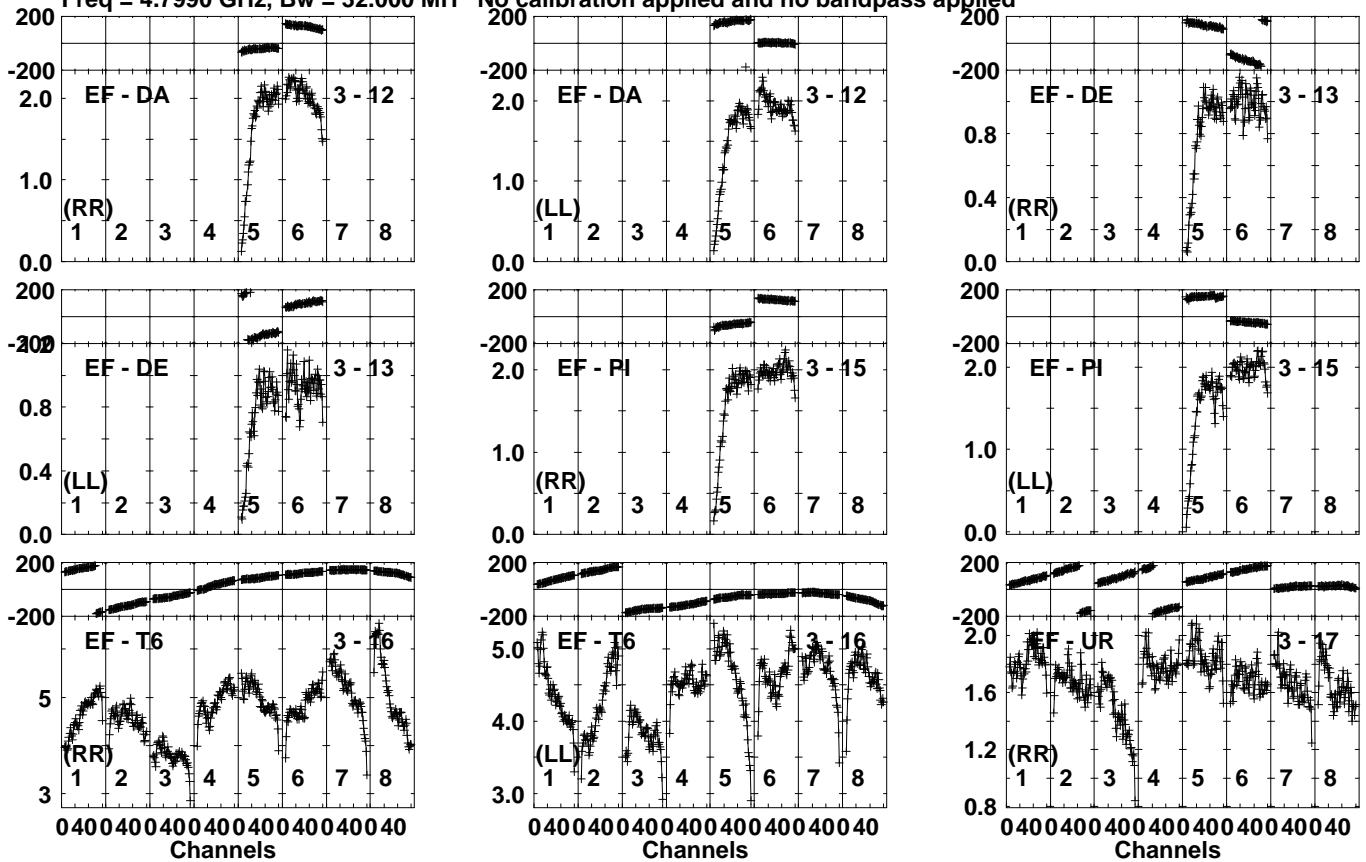 Freq = 4.7990 GHz, Bw = 32.000 MH No calibration applied and no bandpass applied
200 200 200
-200 -200 -200
EF - DA 3 - 12 EF - DA 3 - 12 EF - DE 3 - 13
2.0 2.0 0.8
1.0 1.0 0.4
(RR) (LL) (RR)
1 2 3 4 5 6 7 8 1 2 3 4 5 6 7 8 1 2 3 4 5 6 7 8
0.0 0.0 0.0
200 200 200
-200 1.2 -200 -200
EF - DE 3 - 13 EF - PI 3 - 15 EF - PI 3 - 15
0.8 2.0 2.0
0.4 1.0 1.0
(LL) (RR) (LL)
1 2 3 4 5 6 7 8 1 2 3 4 5 6 7 8 1 2 3 4 5 6 7 8
0.0 0.0 0.0
200 200 200
-200 -200 -200
EF - T6 3 - 16 EF - T6 3 - 16 EF - UR 3 - 17
5 5.0 2.0
4.0 1.6
1.2
(RR) (LL) (RR)
1 2 3 4 5 6 7 8 1 2 3 4 5 6 7 8 1 2 3 4 5 6 7 8
3 3.0 0.8
0 40 0 40 0 40 0 40 0 40 0 40 0 40 0 40 0 40 0 40 0 40 0 40 0 40 0 40 0 40 0 40 0 40 0 40 0 40 0 40 0 40 0 40 0 40 0 40
Channels Channels Channels